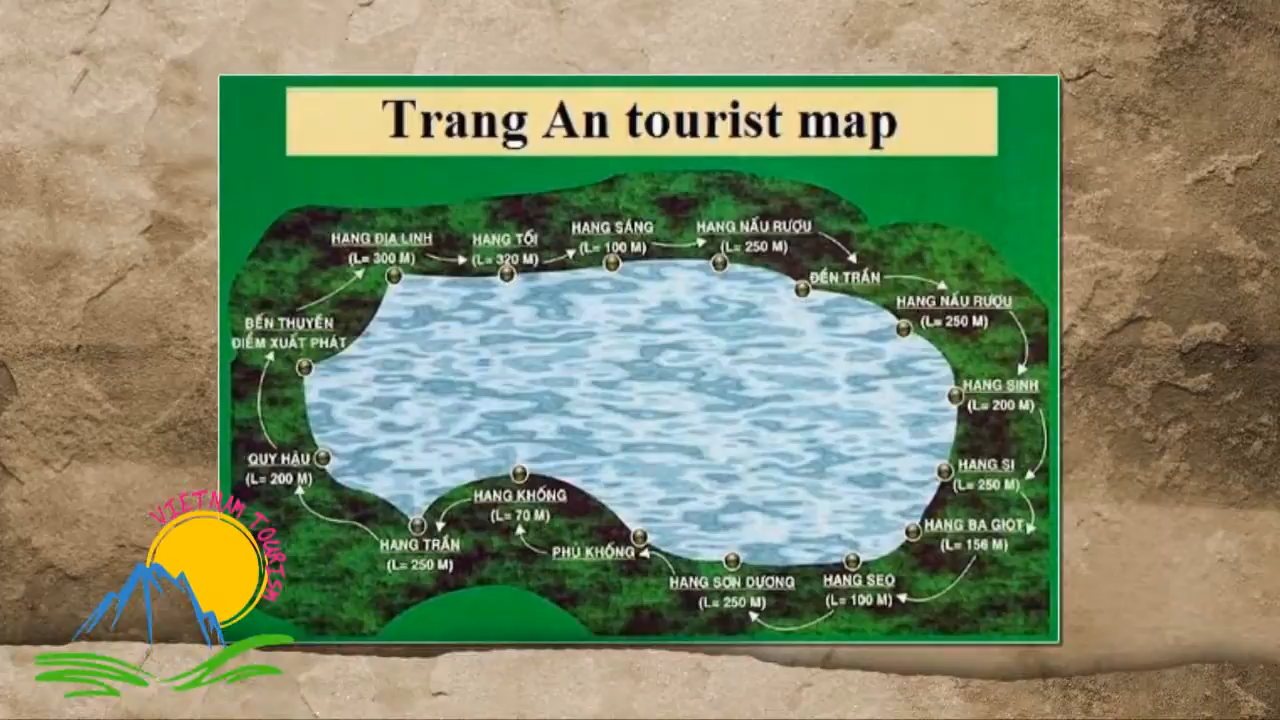 Trang An tourist map
HANG ĐỊA LINH
(L= 300 M)
HANG TỐI
(L= 320 M)
HANG SÁNG
(L= 100 M)
HANG NẤU RƯỢU
(L= 250 M)
ĐỀN TRẦN
HANG NẤU RƯỢU
(L= 250 M)
HANG SINH
(L= 200 M)
HANG SI
(L= 250 M)
HANG BA GIỌT
(L= 156 M)
HANG SEO
(L= 100 M)
HANG SƠN DƯƠNG
(L= 250 M)
PHỦ KHỐNG
HANG KHỐNG
(L= 70 M)
HANG TRẦN
(L= 250 M)
QUY HẬU
(L= 200 M)
BẾN THUYỀN
ĐIỂM XUẤT PHÁT
VIETNAM TOURISM